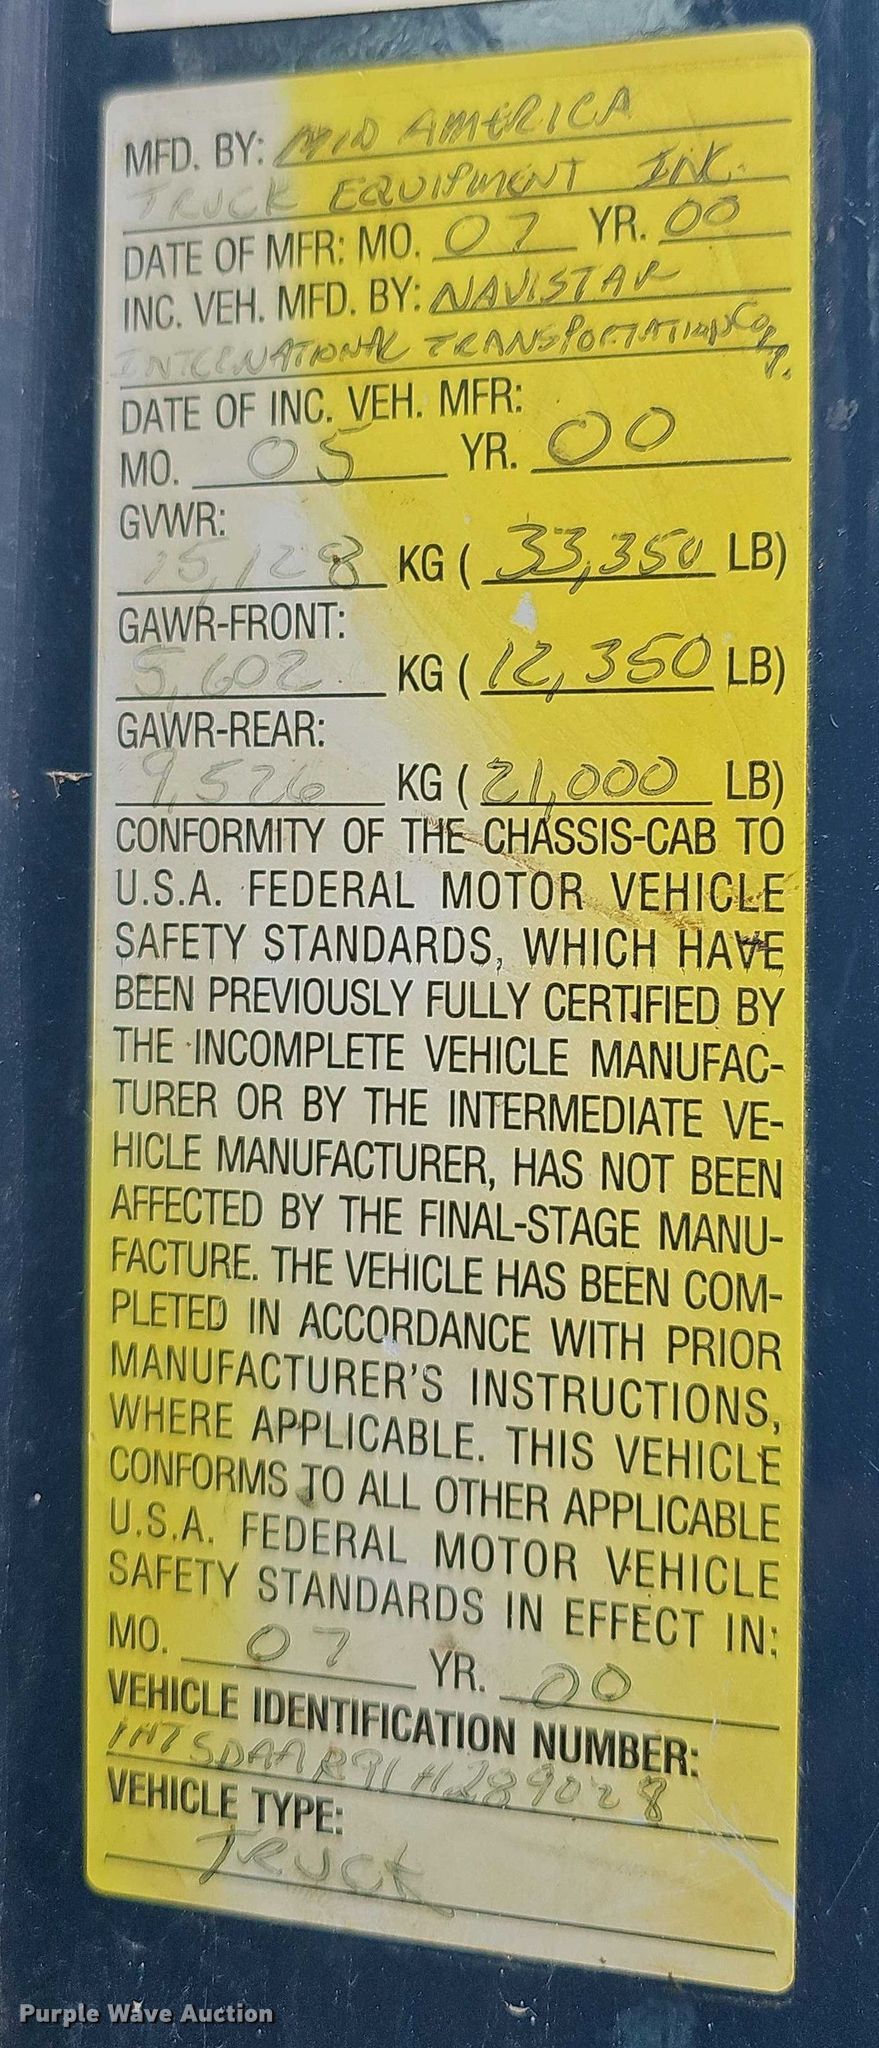 MFD. BY: MID AMERICA
TRUCK EQUIPMENT INC.
DATE OF MFR: MO. 07 YR. 00
INC. VEH. MFD. BY: NAVISTAR
INTERNATIONAL TRANSPORTATION CORP.
DATE OF INC. VEH. MFR:
MO. 05 YR. 00
GVWR:
15,128 KG ( 33,350 LB)
GAWR-FRONT:
5,602 KG ( 12,350 LB)
GAWR-REAR:
9,526 KG ( 21,000 LB)
CONFORMITY OF THE CHASSIS-CAB TO
U.S.A. FEDERAL MOTOR VEHICLE
SAFETY STANDARDS, WHICH HAVE
BEEN PREVIOUSLY FULLY CERTIFIED BY
THE INCOMPLETE VEHICLE MANUFAC-
TURER OR BY THE INTERMEDIATE VE-
HICLE MANUFACTURER, HAS NOT BEEN
AFFECTED BY THE FINAL-STAGE MANU-
FACTURE. THE VEHICLE HAS BEEN COM-
PLETED IN ACCORDANCE WITH PRIOR
MANUFACTURER'S INSTRUCTIONS,
WHERE APPLICABLE. THIS VEHICLE
CONFORMS TO ALL OTHER APPLICABLE
U.S.A. FEDERAL MOTOR VEHICLE
SAFETY STANDARDS IN EFFECT IN:
MO. 07 YR. 00
VEHICLE IDENTIFICATION NUMBER:
1HTSDAAR91H289028
VEHICLE TYPE:
TRUCK
Purple Wave Auction